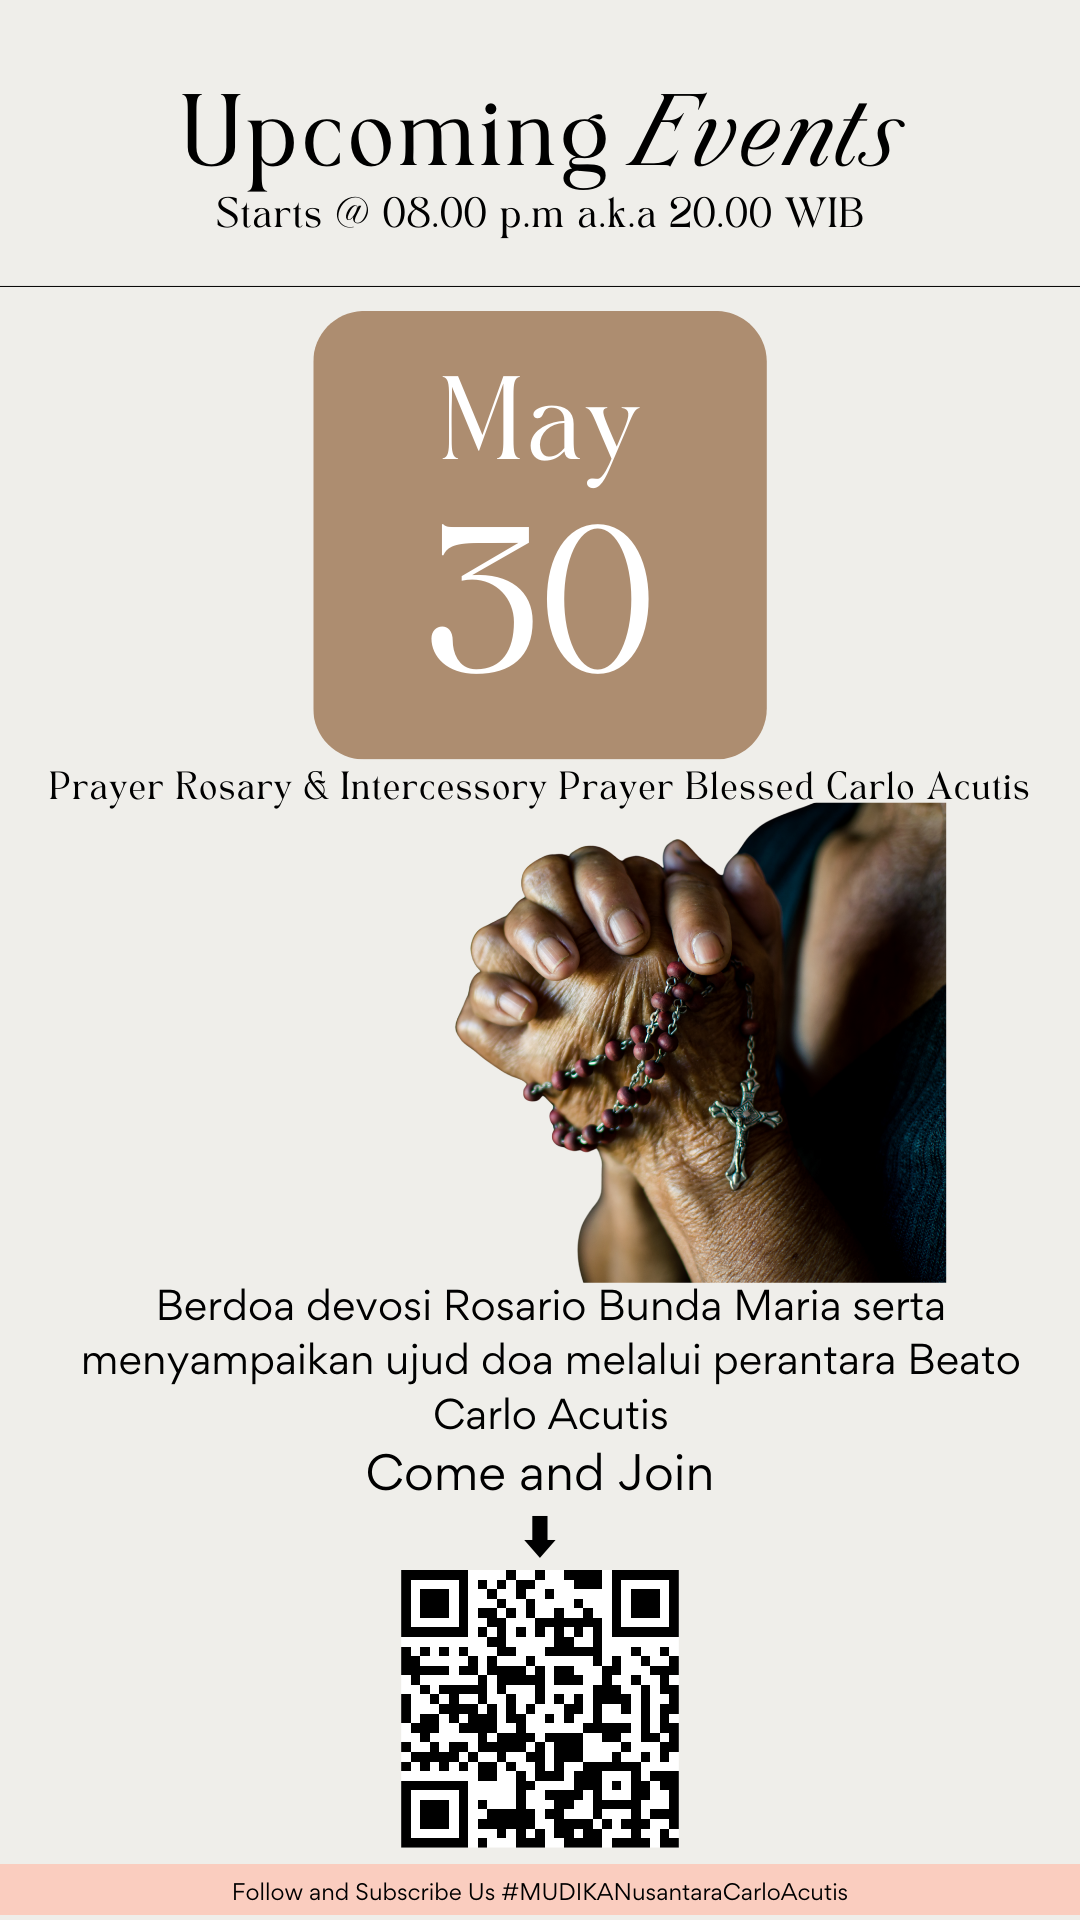 Upcoming Events
Starts @ 08.00 p.m a.k.a 20.00 WIB
May
30
Prayer Rosary & Intercessory Prayer Blessed Carlo Acutis
Berdoa devosi Rosario Bunda Maria serta
menyampaikan ujud doa melalui perantara Beato
Carlo Acutis
Come and Join
Follow and Subscribe Us #MUDIKANusantaraCarloAcutis